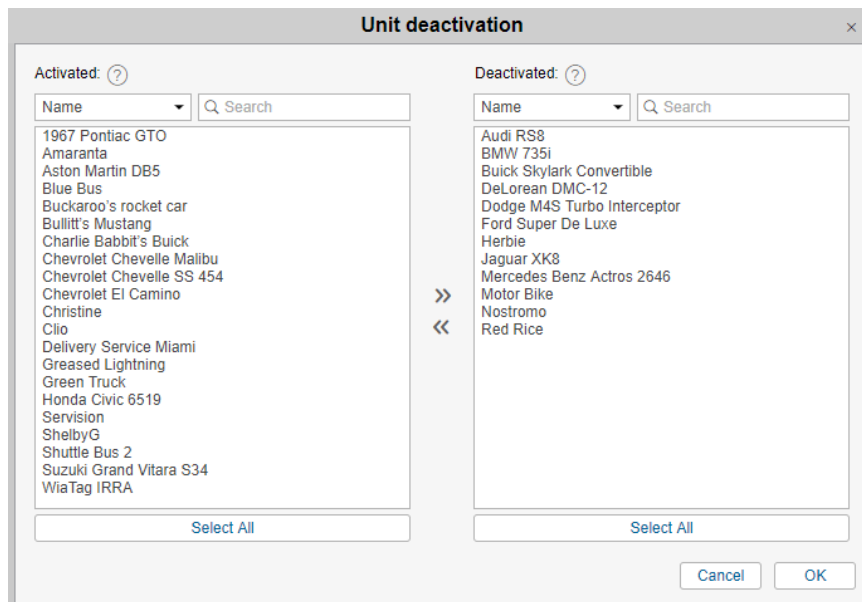 Unit deactivation
×
Activated: ?
Name
Search
1967 Pontiac GTO
Amaranta
Aston Martin DB5
Blue Bus
Buckaroo's rocket car
Bullitt's Mustang
Charlie Babbit's Buick
Chevrolet Chevelle Malibu
Chevrolet Chevelle SS 454
Chevrolet El Camino
Christine
Clio
Delivery Service Miami
Greased Lightning
Green Truck
Honda Civic 6519
Servision
ShelbyG
Shuttle Bus 2
Suzuki Grand Vitara S34
WiaTag IRRA
Select All
»
«
Deactivated: ?
Name
Search
Audi RS8
BMW 735i
Buick Skylark Convertible
DeLorean DMC-12
Dodge M4S Turbo Interceptor
Ford Super De Luxe
Herbie
Jaguar XK8
Mercedes Benz Actros 2646
Motor Bike
Nostromo
Red Rice
Select All
Cancel
OK